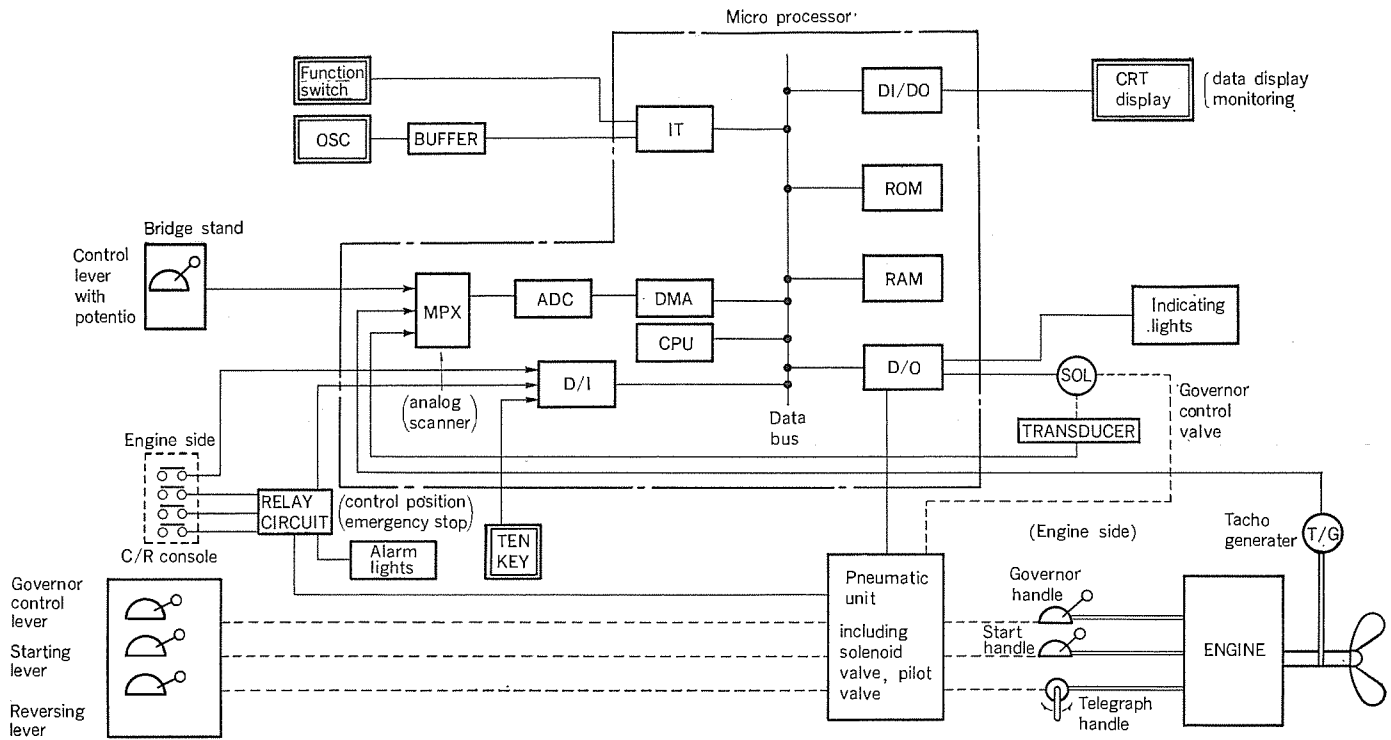 Micro processor
Function
switch
OSC
BUFFER
IT
DI/DO
CRT
display
data display
monitoring
ROM
RAM
Bridge stand
Control
lever
with
potentio
MPX
ADC
DMA
CPU
D/I
D/O
Indicating
lights
SOL
TRANSDUCER
Governor
control
valve
(analog
scanner)
Data
bus
Engine side
RELAY
CIRCUIT
(control position)
(emergency stop)
C/R console
Alarm
lights
TEN
KEY
(Engine side)
Tacho
generater
T/G
Governor
control
lever
Starting
lever
Reversing
lever
Pneumatic
unit
including
solenoid
valve, pilot
valve
Governor
handle
Start
handle
Telegraph
handle
ENGINE